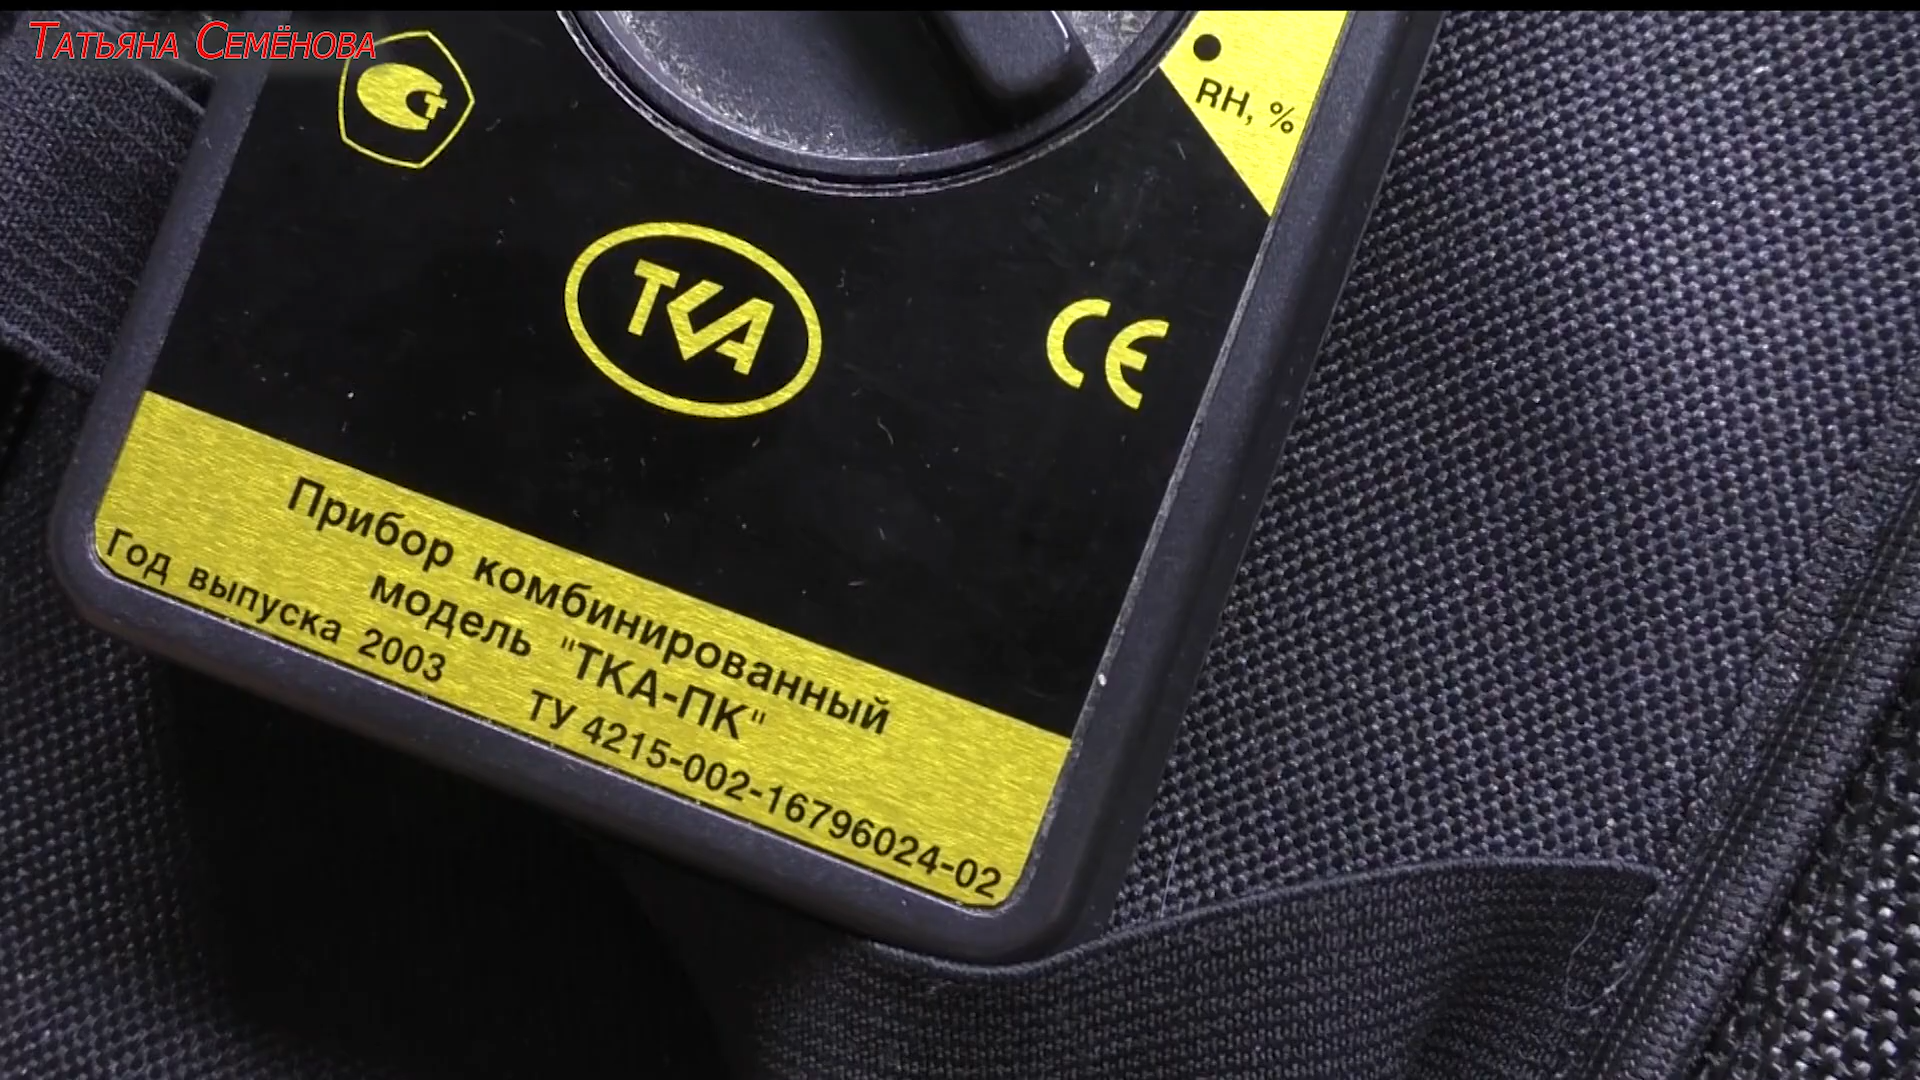 Татьяна Семёнова
RH, %
ТКА
CE
Прибор комбинированный
модель "ТКА-ПК"
Год выпуска 2003 ТУ 4215-002-16796024-02